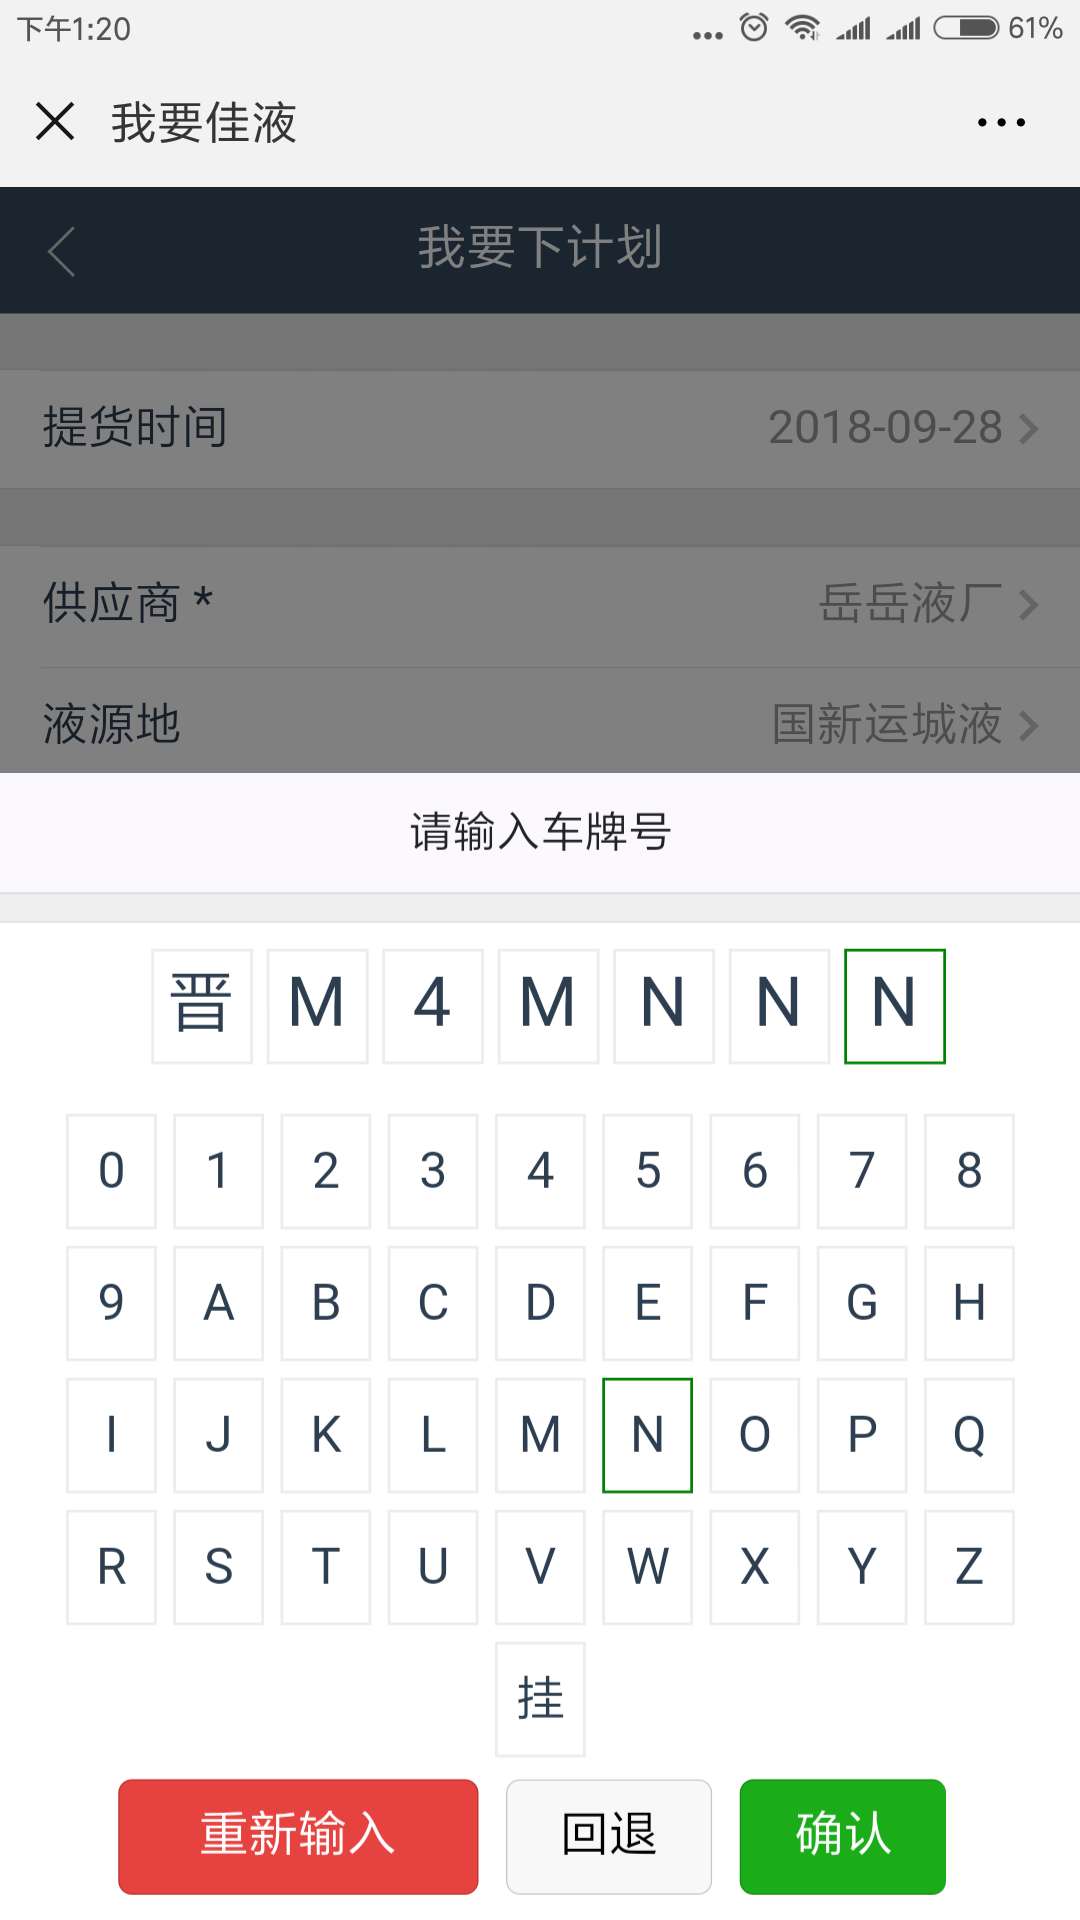 下午1:20 61%
我要佳液
我要下计划
提货时间 2018-09-28
供应商 * 岳岳液厂
液源地 国新运城液
请输入车牌号
晋 M 4 M N N N
0 1 2 3 4 5 6 7 8
9 A B C D E F G H
I J K L M N O P Q
R S T U V W X Y Z
挂
重新输入 回退 确认